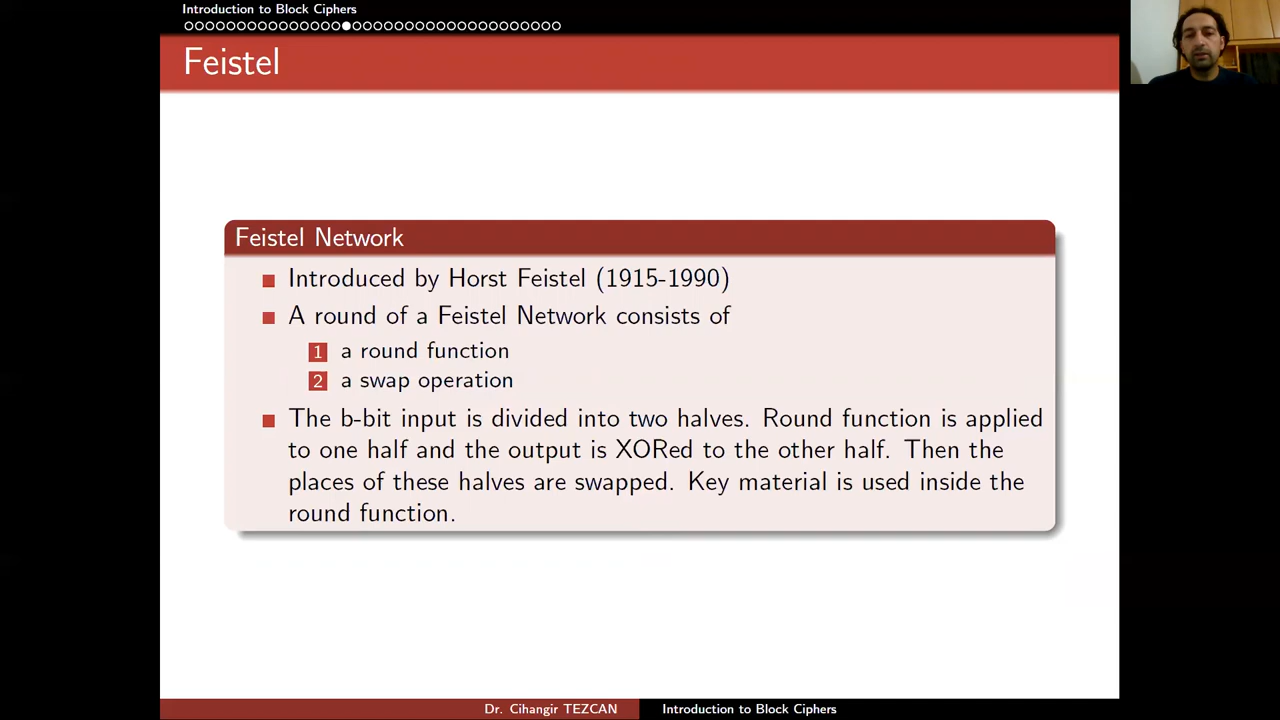 Introduction to Block Ciphers
Feistel
Feistel Network
Introduced by Horst Feistel (1915-1990)
A round of a Feistel Network consists of
1 a round function
2 a swap operation
The b-bit input is divided into two halves. Round function is applied
to one half and the output is XORed to the other half. Then the
places of these halves are swapped. Key material is used inside the
round function.
Dr. Cihangir TEZCAN
Introduction to Block Ciphers